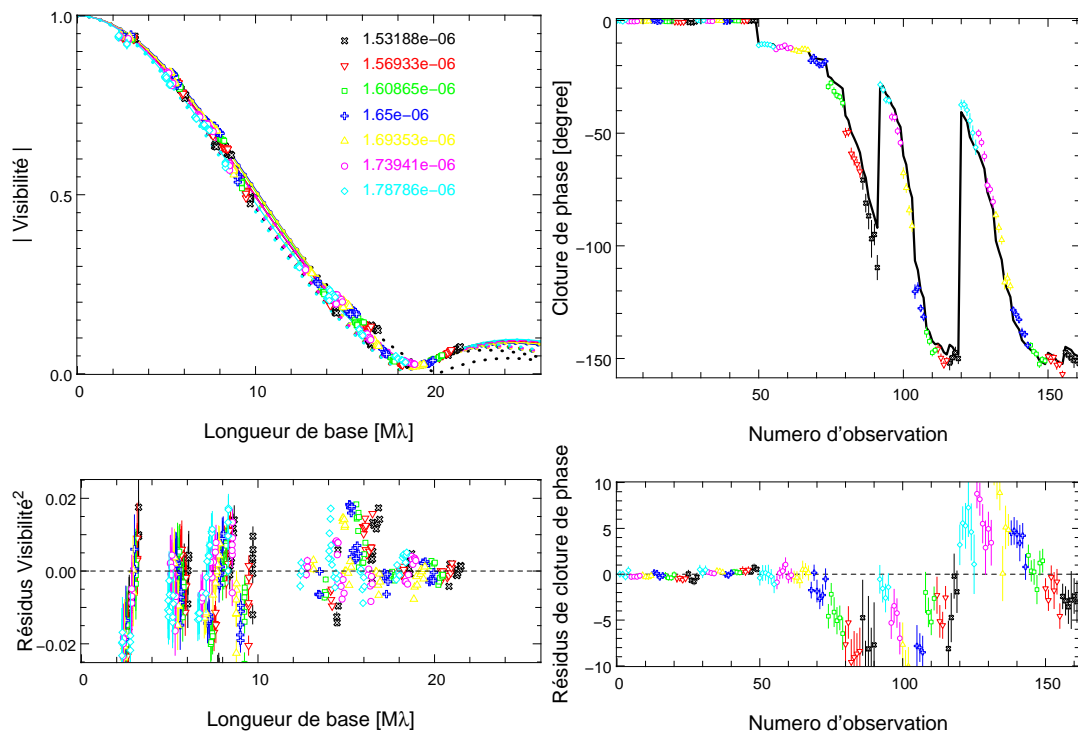 1.0
0.5
0.0
| Visibilité |
1.53188e−06
1.56933e−06
1.60865e−06
1.65e−06
1.69353e−06
1.73941e−06
1.78786e−06
0 10 20
Longueur de base [Mλ]
0
−50
−100
−150
Cloture de phase [degree]
0 50 100 150
Numero d'observation
0.02
0.00
−0.02
Résidus Visibilité²
0 10 20
Longueur de base [Mλ]
10
5
0
−5
−10
Résidus de cloture de phase
0 50 100 150
Numero d'observation